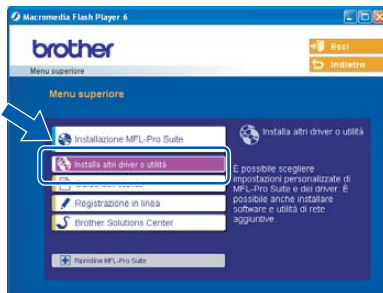 Macromedia Flash Player 6
brother
Esci
Indietro
Menu superiore
Menu superiore
Installazione MFL-Pro Suite
Installa altri driver o utilità
Registrazione in linea
Brother Solutions Center
Ripristina MFL-Pro Suite
Installa altri driver o utilità
È possibile scegliere
impostazioni personalizzate di
MFL-Pro Suite e dei driver. È
possibile anche installare
software e utilità di rete
aggiuntive.